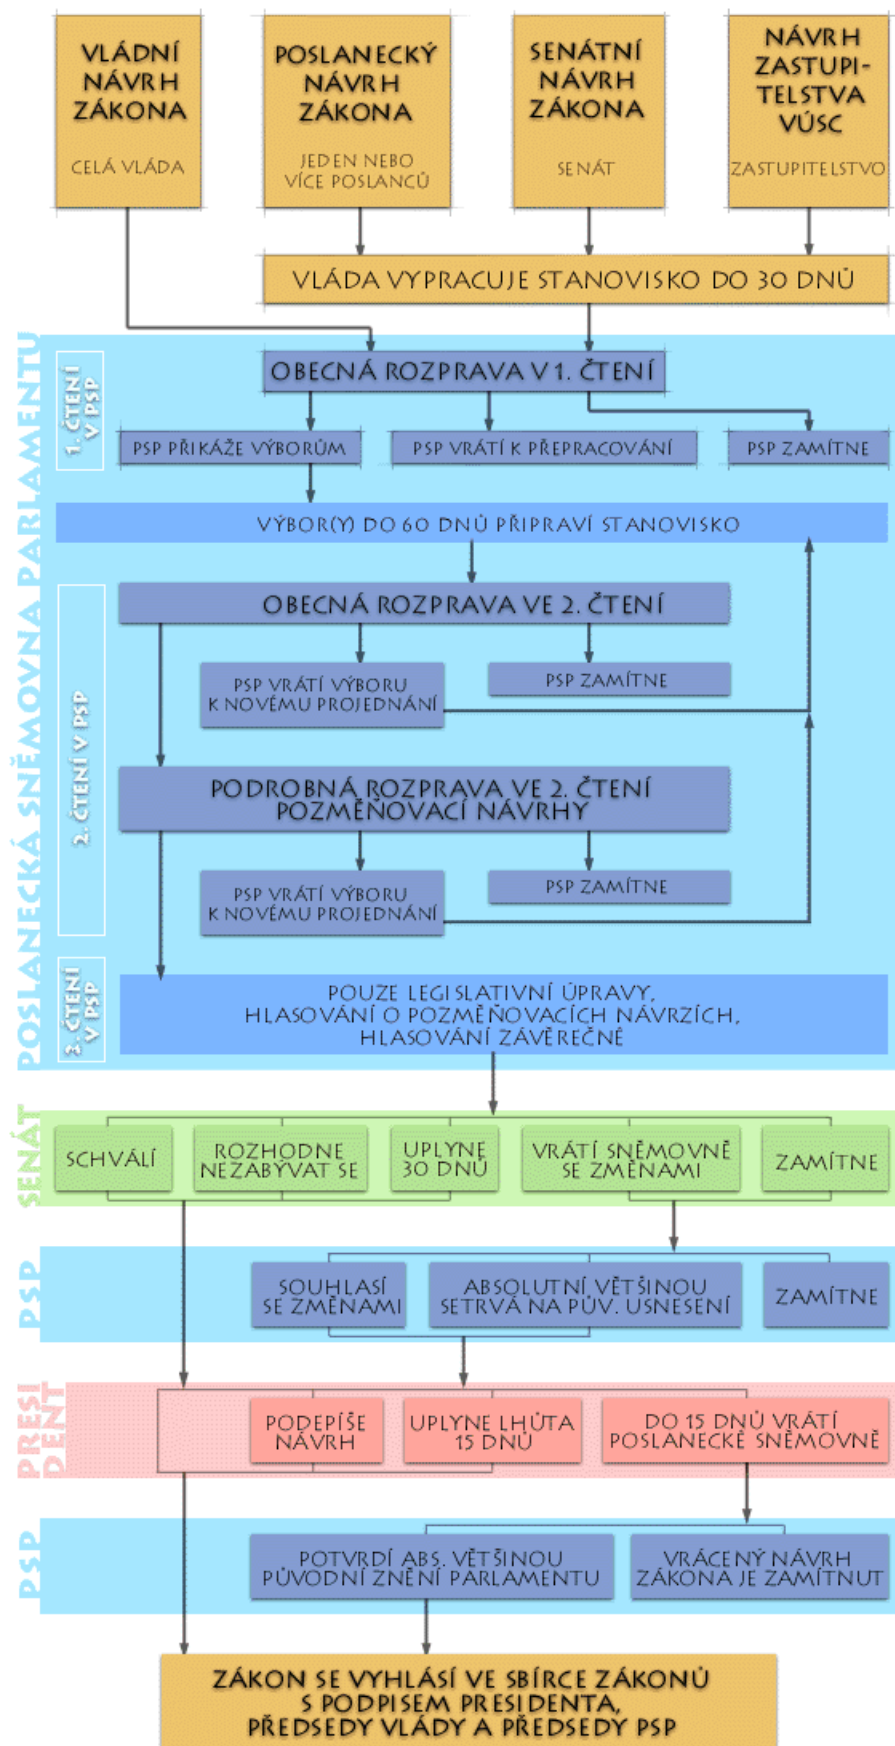 VLÁDNÍ
NÁVRH
ZÁKONA
CELÁ VLÁDA
POSLANECKÝ
NÁVRH
ZÁKONA
JEDEN NEBO
VÍCE POSLANCŮ
SENÁTNÍ
NÁVRH
ZÁKONA
SENÁT
NÁVRH
ZASTUPI-
TELSTVA
VÚSC
ZASTUPITELSTVO
VLÁDA VYPRACUJE STANOVISKO DO 30 DNŮ
POSLANECKÁ SNĚMOVNA PARLAMENTU
1. ČTENÍ
V PSP
OBECNÁ ROZPRAVA V 1. ČTENÍ
PSP PŘIKÁŽE VÝBORŮM
PSP VRÁTÍ K PŘEPRACOVÁNÍ
PSP ZAMÍTNE
VÝBOR(Y) DO 60 DNŮ PŘIPRAVÍ STANOVISKO
2. ČTENÍ V PSP
OBECNÁ ROZPRAVA VE 2. ČTENÍ
PSP VRÁTÍ VÝBORU
K NOVÉMU PROJEDNÁNÍ
PSP ZAMÍTNE
PODROBNÁ ROZPRAVA VE 2. ČTENÍ
POZMĚŇOVACÍ NÁVRHY
PSP VRÁTÍ VÝBORU
K NOVÉMU PROJEDNÁNÍ
PSP ZAMÍTNE
3. ČTENÍ
V PSP
POUZE LEGISLATIVNÍ ÚPRAVY,
HLASOVÁNÍ O POZMĚŇOVACÍCH NÁVRZÍCH,
HLASOVÁNÍ ZÁVĚREČNÉ
SENÁT
SCHVÁLÍ
ROZHODNE
NEZABÝVAT SE
UPLYNE
30 DNŮ
VRÁTÍ SNĚMOVNĚ
SE ZMĚNAMI
ZAMÍTNE
PSP
SOUHLASÍ
SE ZMĚNAMI
ABSOLUTNÍ VĚTŠINOU
SETRVÁ NA PŮV. USNESENÍ
ZAMÍTNE
PRESI
DENT
PODEPÍŠE
NÁVRH
UPLYNE LHŮTA
15 DNŮ
DO 15 DNŮ VRÁTÍ
POSLANECKÉ SNĚMOVNĚ
PSP
POTVRDÍ ABS. VĚTŠINOU
PŮVODNÍ ZNĚNÍ PARLAMENTU
VRÁCENÝ NÁVRH
ZÁKONA JE ZAMÍTNUT
ZÁKON SE VYHLÁSÍ VE SBÍRCE ZÁKONŮ
S PODPISEM PRESIDENTA,
PŘEDSEDY VLÁDY A PŘEDSEDY PSP